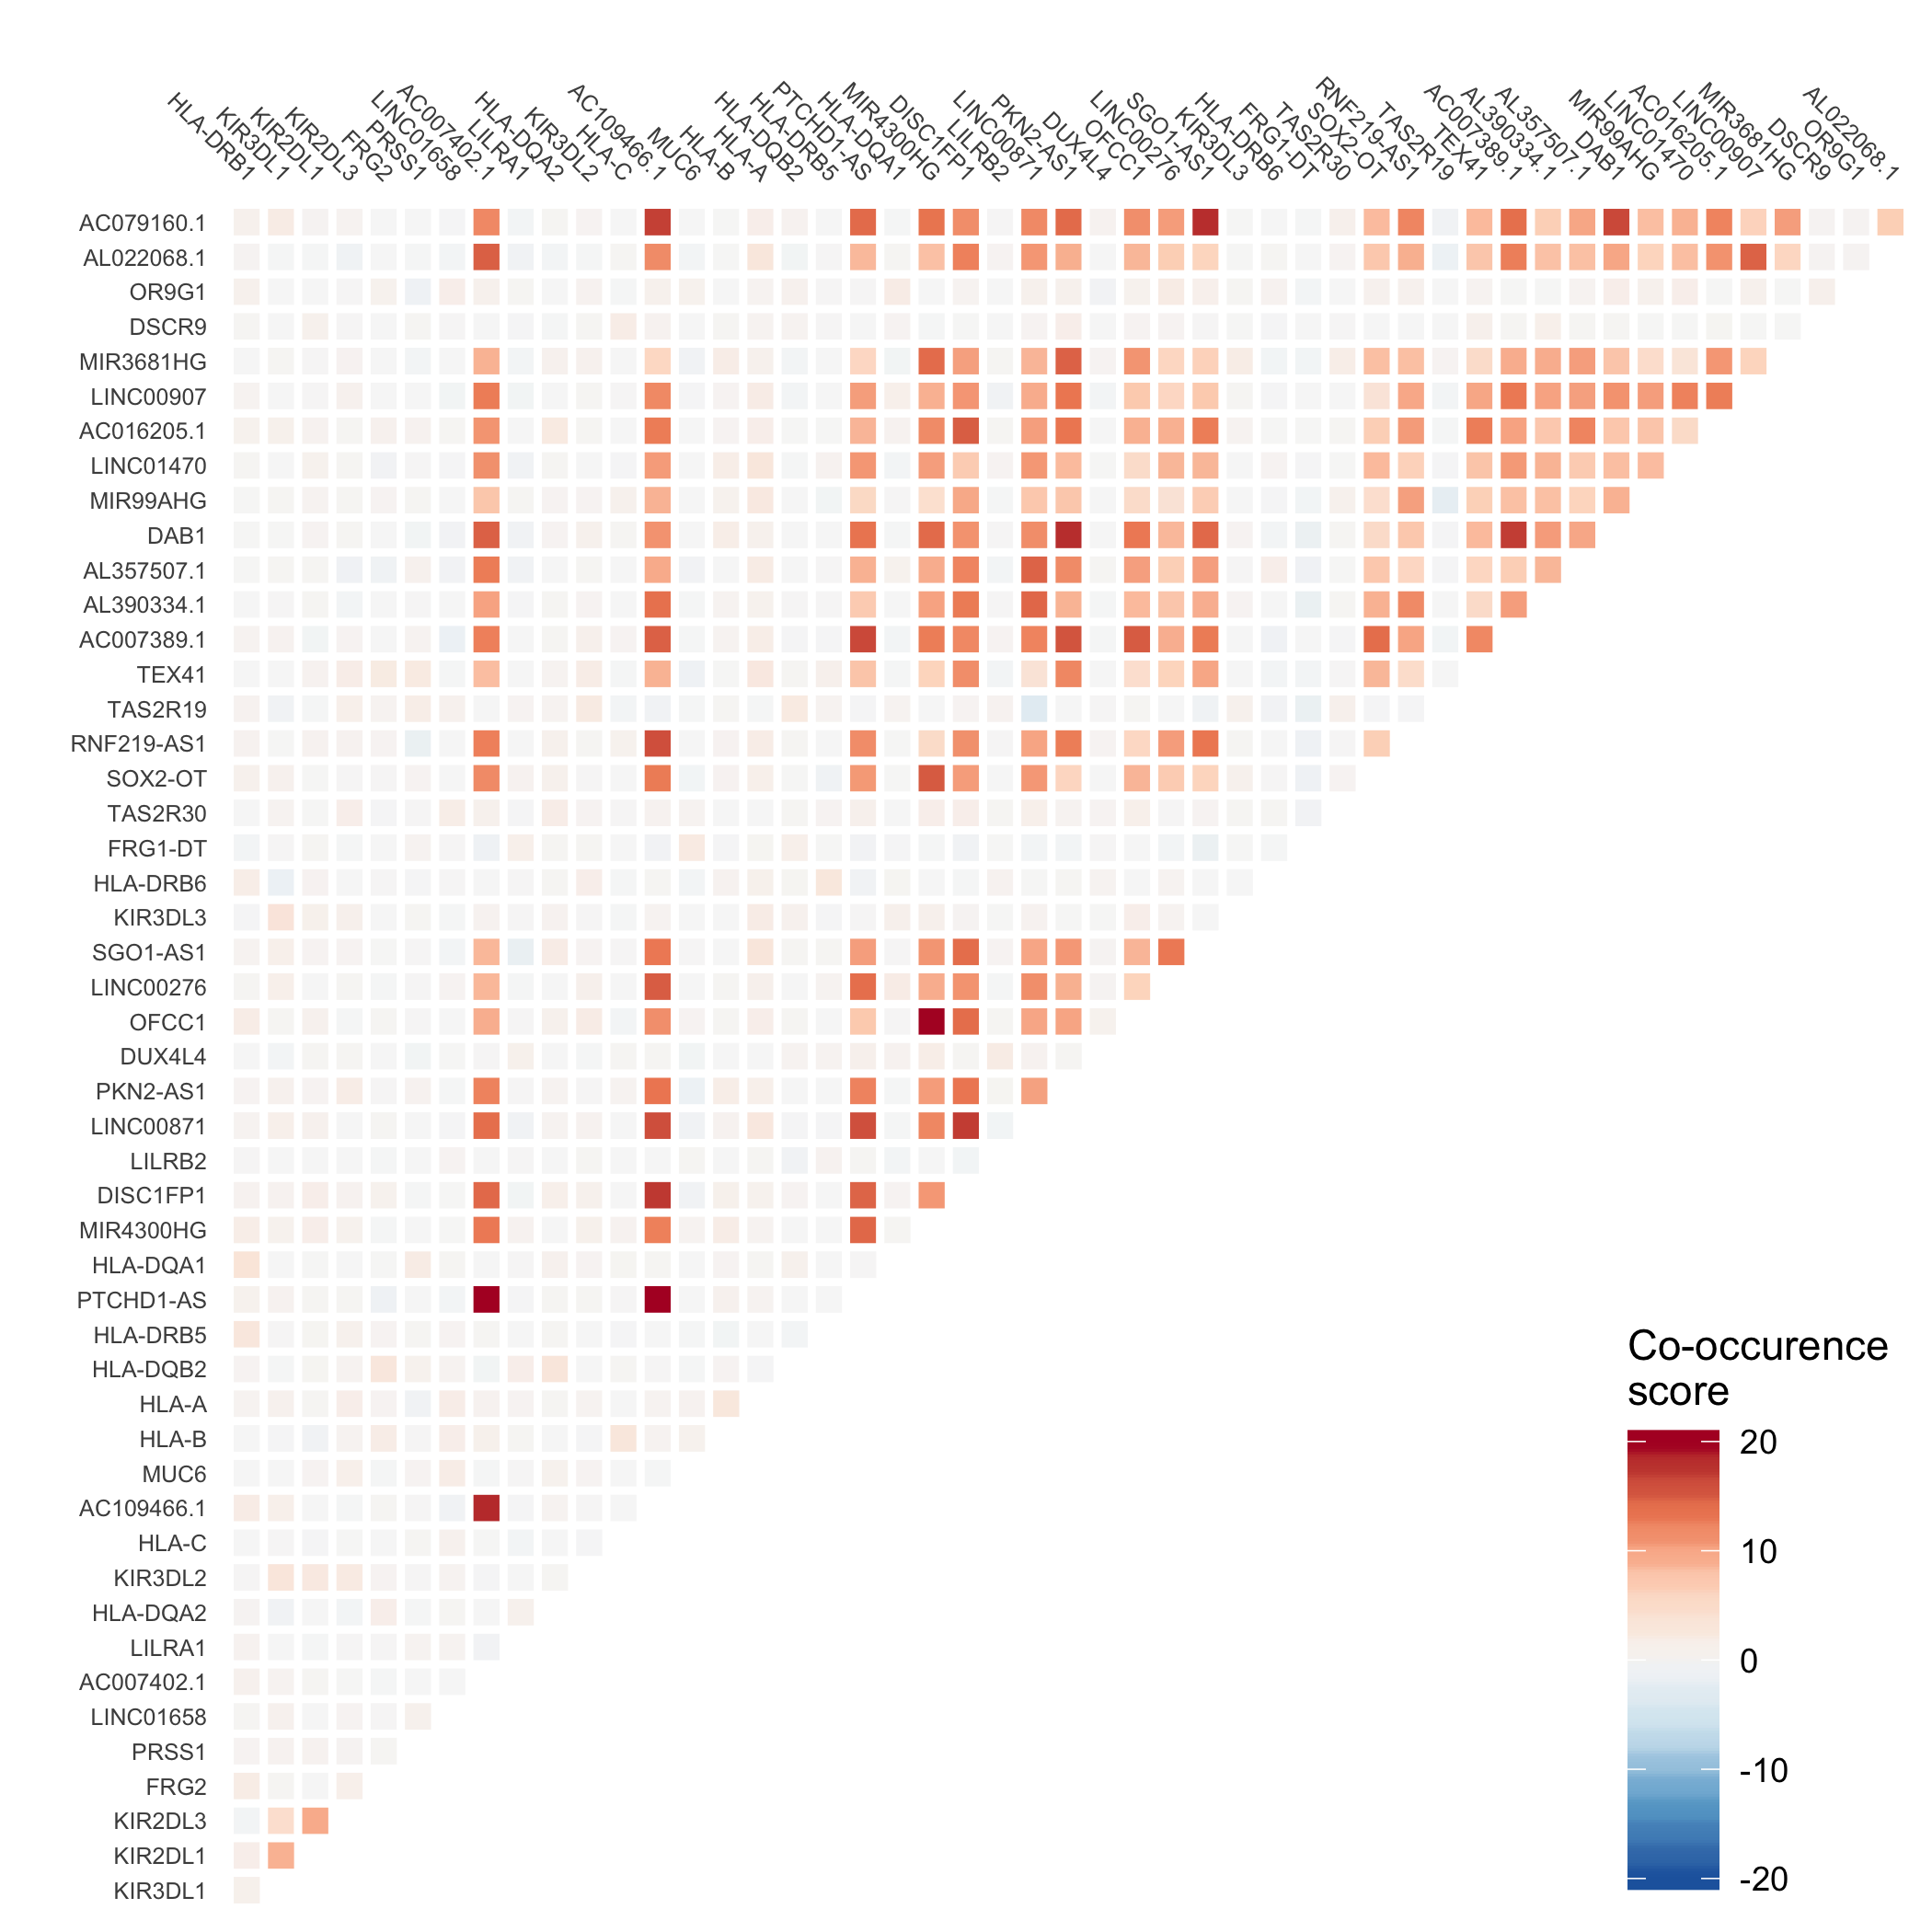 HLA-DRB1
KIR3DL1
KIR2DL1
KIR2DL3
FRG2
PRSS1
LINC01658
AC007402.1
LILRA1
HLA-DQA2
KIR3DL2
HLA-C
AC109466.1
MUC6
HLA-B
HLA-A
HLA-DQB2
HLA-DRB5
PTCHD1-AS
HLA-DQA1
MIR4300HG
DISC1FP1
LILRB2
LINC00871
PKN2-AS1
DUX4L4
OFCC1
LINC00276
SGO1-AS1
KIR3DL3
HLA-DRB6
FRG1-DT
TAS2R30
SOX2-OT
RNF219-AS1
TAS2R19
TEX41
AC007389.1
AL390334.1
AL357507.1
DAB1
MIR99AHG
LINC01470
AC016205.1
LINC00907
MIR3681HG
DSCR9
OR9G1
AL022068.1
AC079160.1
AL022068.1
OR9G1
DSCR9
MIR3681HG
LINC00907
AC016205.1
LINC01470
MIR99AHG
DAB1
AL357507.1
AL390334.1
AC007389.1
TEX41
TAS2R19
RNF219-AS1
SOX2-OT
TAS2R30
FRG1-DT
HLA-DRB6
KIR3DL3
SGO1-AS1
LINC00276
OFCC1
DUX4L4
PKN2-AS1
LINC00871
LILRB2
DISC1FP1
MIR4300HG
HLA-DQA1
PTCHD1-AS
HLA-DRB5
HLA-DQB2
HLA-A
HLA-B
MUC6
AC109466.1
HLA-C
KIR3DL2
HLA-DQA2
LILRA1
AC007402.1
LINC01658
PRSS1
FRG2
KIR2DL3
KIR2DL1
KIR3DL1
Co-occurence
score
20
10
0
-10
-20